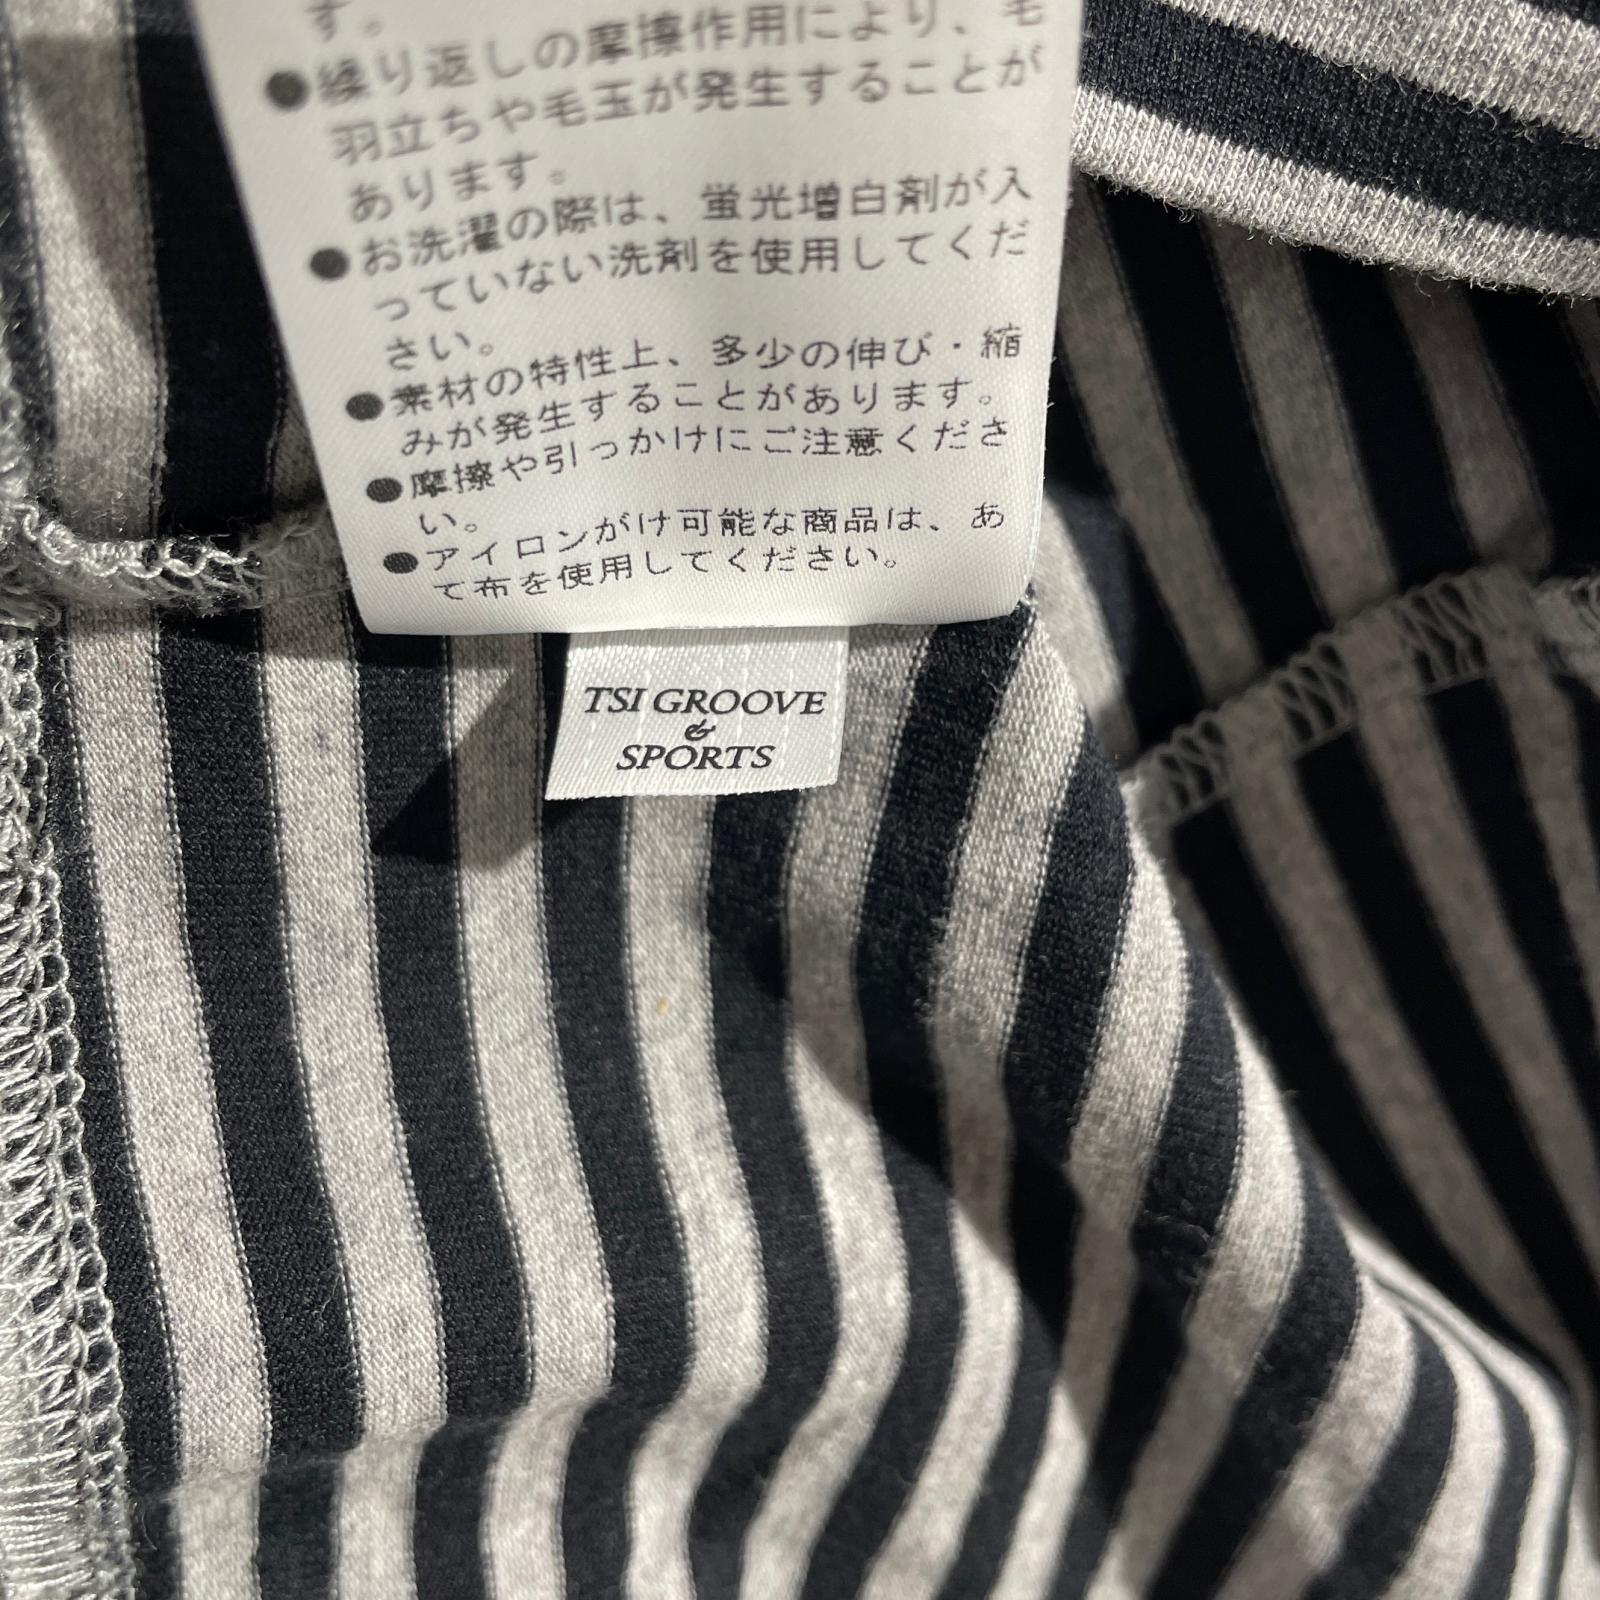 す。
●繰り返しの摩擦作用により、毛
羽立ちや毛玉が発生することが
あります。
●お洗濯の際は、蛍光増白剤が入
っていない洗剤を使用してくだ
さい。
●素材の特性上、多少の伸び・縮
みが発生することがあります。
●摩擦や引っかけにご注意くださ
い。
●アイロンがけ可能な商品は、あ
て布を使用してください。
TSI GROOVE
&
SPORTS